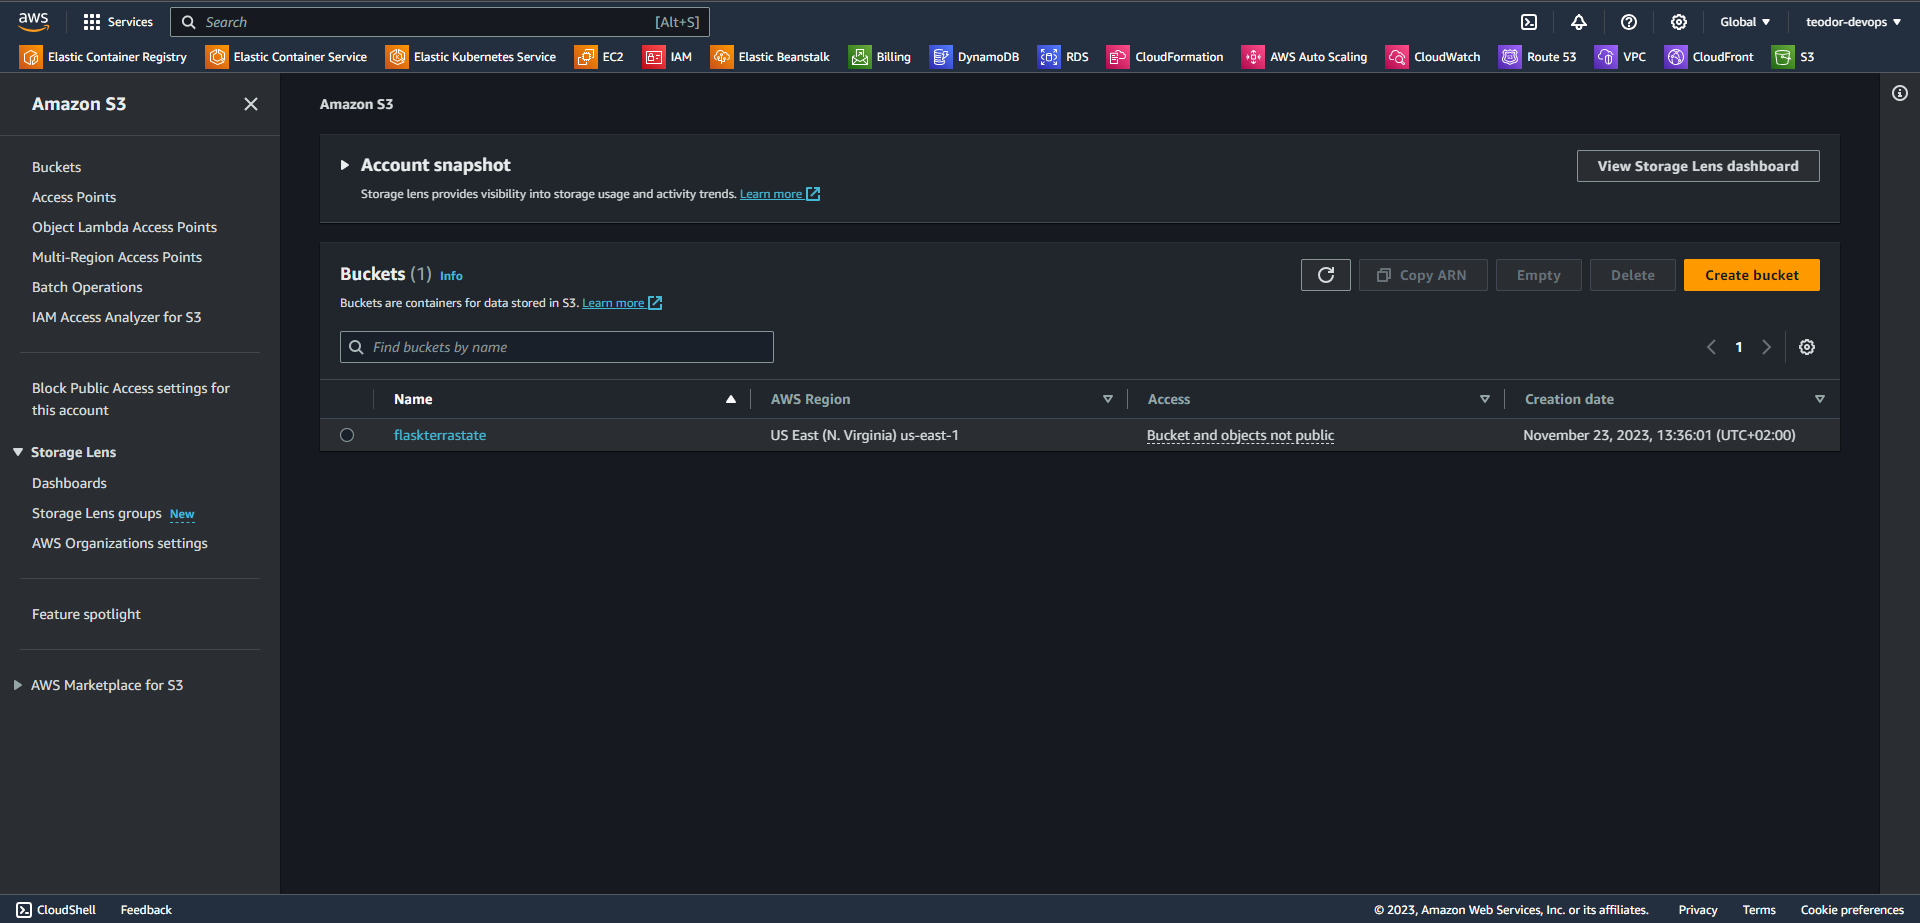 aws Services Search [Alt+S] Global teodor-devops
Elastic Container Registry Elastic Container Service Elastic Kubernetes Service EC2 IAM Elastic Beanstalk Billing DynamoDB RDS CloudFormation AWS Auto Scaling CloudWatch Route 53 VPC CloudFront S3
Amazon S3
Buckets
Access Points
Object Lambda Access Points
Multi-Region Access Points
Batch Operations
IAM Access Analyzer for S3
Block Public Access settings for
this account
Storage Lens
Dashboards
Storage Lens groups New
AWS Organizations settings
Feature spotlight
AWS Marketplace for S3
Amazon S3
Account snapshot
View Storage Lens dashboard
Storage lens provides visibility into storage usage and activity trends. Learn more
Buckets (1) Info
Copy ARN Empty Delete Create bucket
Buckets are containers for data stored in S3. Learn more
Find buckets by name
1
Name AWS Region Access Creation date
flaskterrastate US East (N. Virginia) us-east-1 Bucket and objects not public November 23, 2023, 13:36:01 (UTC+02:00)
CloudShell Feedback © 2023, Amazon Web Services, Inc. or its affiliates. Privacy Terms Cookie preferences